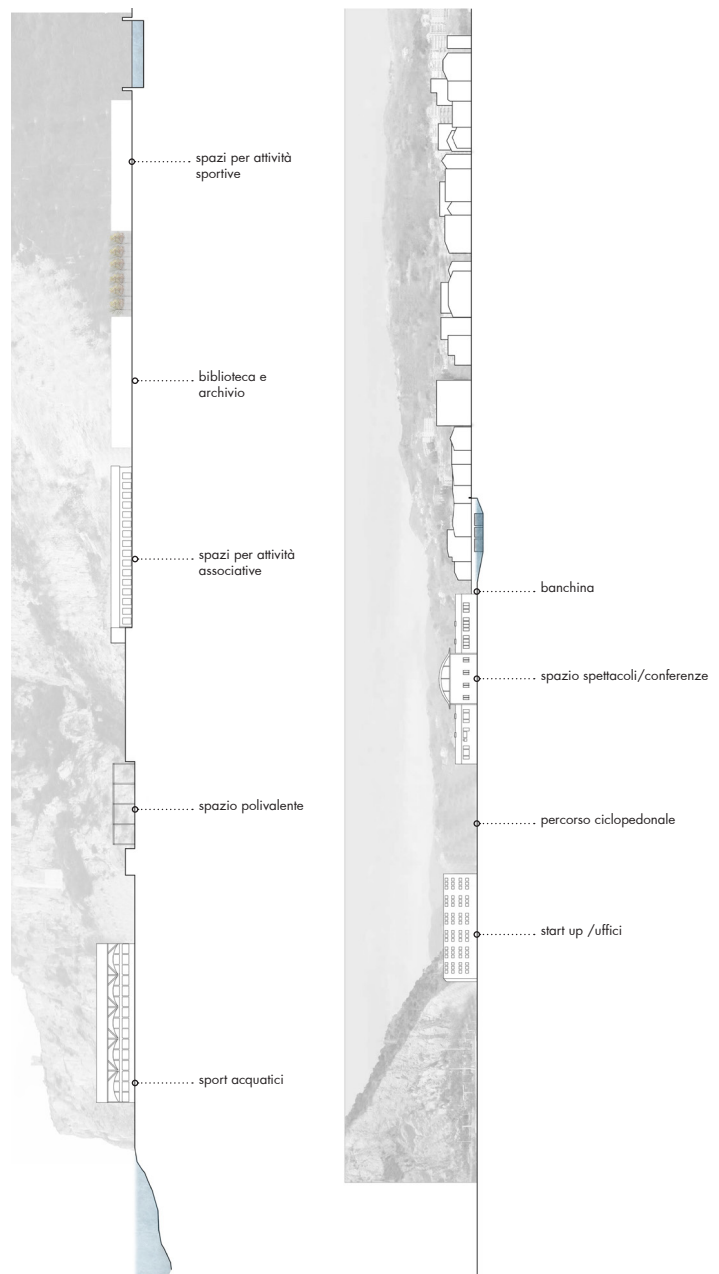 spazi per attività
sportive
biblioteca e
archivio
spazi per attività
associative
spazio polivalente
sport acquatici
banchina
spazio spettacoli/conferenze
percorso ciclopedonale
start up /uffici